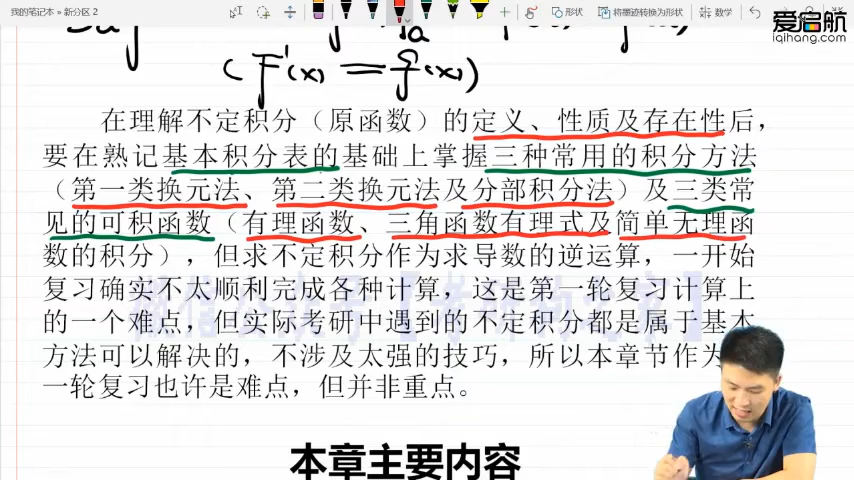 我的笔记本 » 新分区 2
形状
将墨迹转换为形状
数学
爱启航
iqihang.com
(F'(x) = f(x))
在理解不定积分（原函数）的定义、性质及存在性后，
要在熟记基本积分表的基础上掌握三种常用的积分方法
（第一类换元法、第二类换元法及分部积分法）及三类常
见的可积函数（有理函数、三角函数有理式及简单无理函
数的积分），但求不定积分作为求导数的逆运算，一开始
复习确实不太顺利完成各种计算，这是第一轮复习计算上
的一个难点，但实际考研中遇到的不定积分都是属于基本
方法可以解决的，不涉及太强的技巧，所以本章节作为
一轮复习也许是难点，但并非重点。
本章主要内容